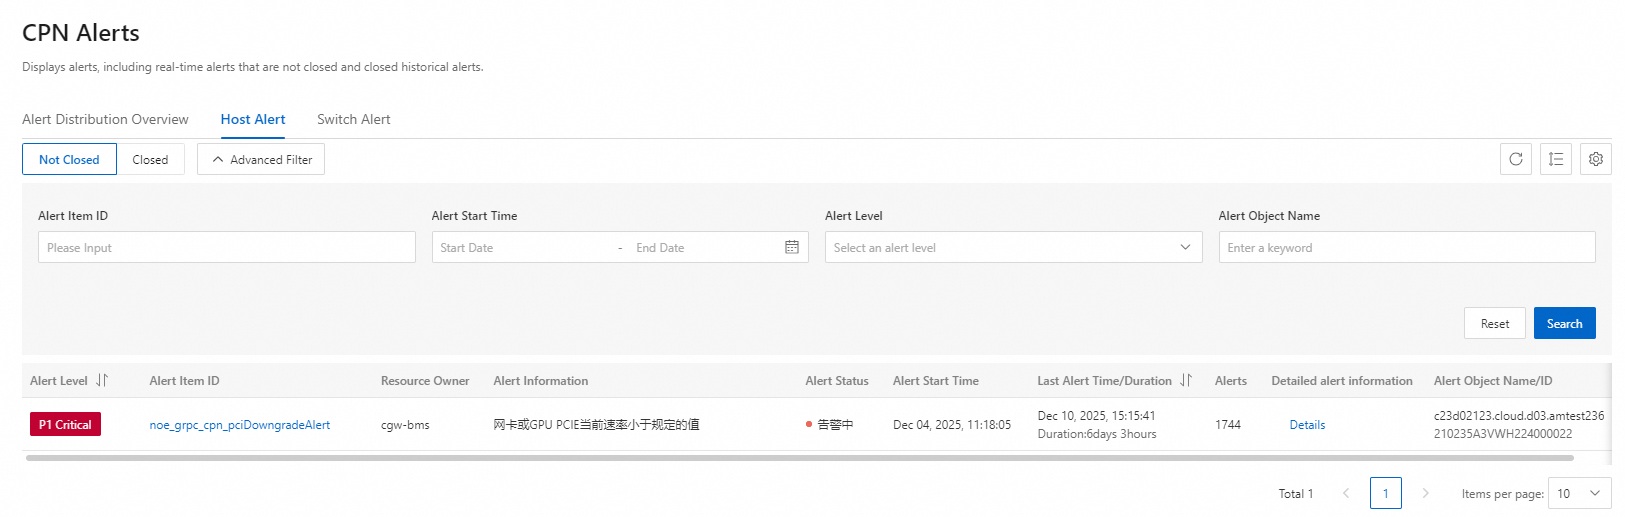 CPN Alerts
Displays alerts, including real-time alerts that are not closed and closed historical alerts.
Alert Distribution Overview Host Alert Switch Alert
Not Closed Closed Advanced Filter
Alert Item ID Alert Start Time Alert Level Alert Object Name
Please Input Start Date - End Date Select an alert level Enter a keyword
Reset Search
Alert Level Alert Item ID Resource Owner Alert Information Alert Status Alert Start Time Last Alert Time/Duration Alerts Detailed alert information Alert Object Name/ID
P1 Critical noe_grpc_cpn_pciDowngradeAlert cgw-bms 网卡或GPU PCIE当前速率小于规定的值 告警中 Dec 04, 2025, 11:18:05 Dec 10, 2025, 15:15:41 1744 Details c23d02123.cloud.d03.amtest236
Duration:6days 3hours 210235A3VWH224000022
Total 1 1 Items per page: 10